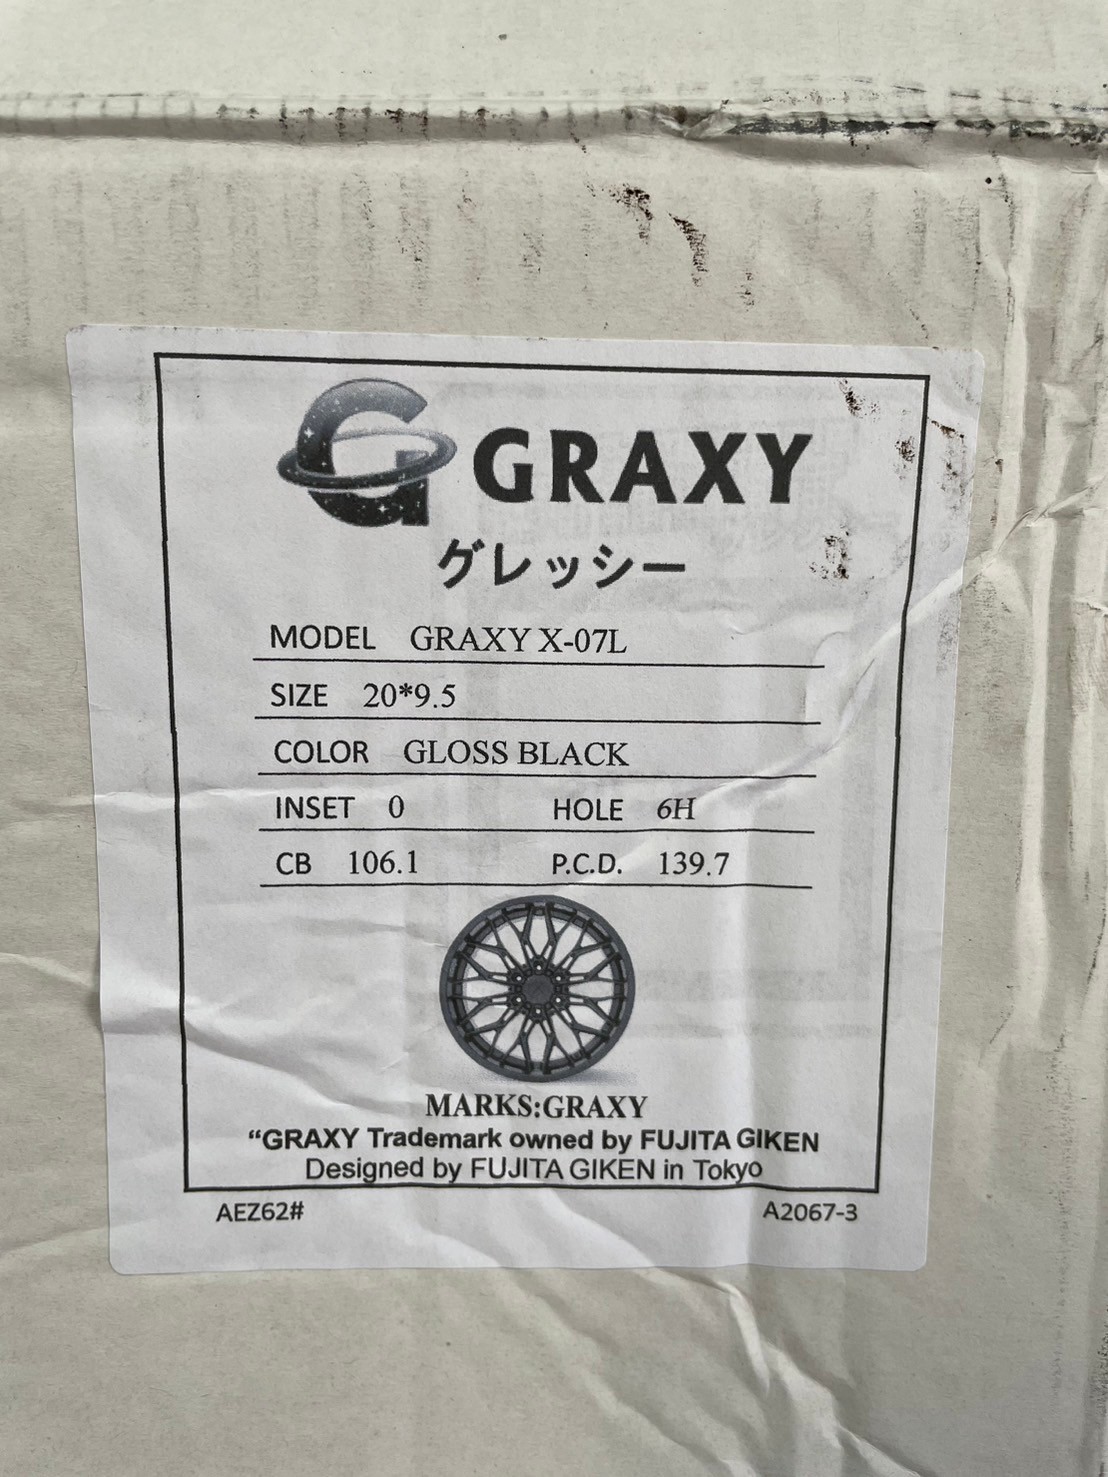 GRAXY
グレッシー
MODEL GRAXY X-07L
SIZE 20*9.5
COLOR GLOSS BLACK
INSET 0 HOLE 6H
CB 106.1 P.C.D. 139.7
MARKS:GRAXY
“GRAXY Trademark owned by FUJITA GIKEN
Designed by FUJITA GIKEN in Tokyo
AEZ62# A2067-3